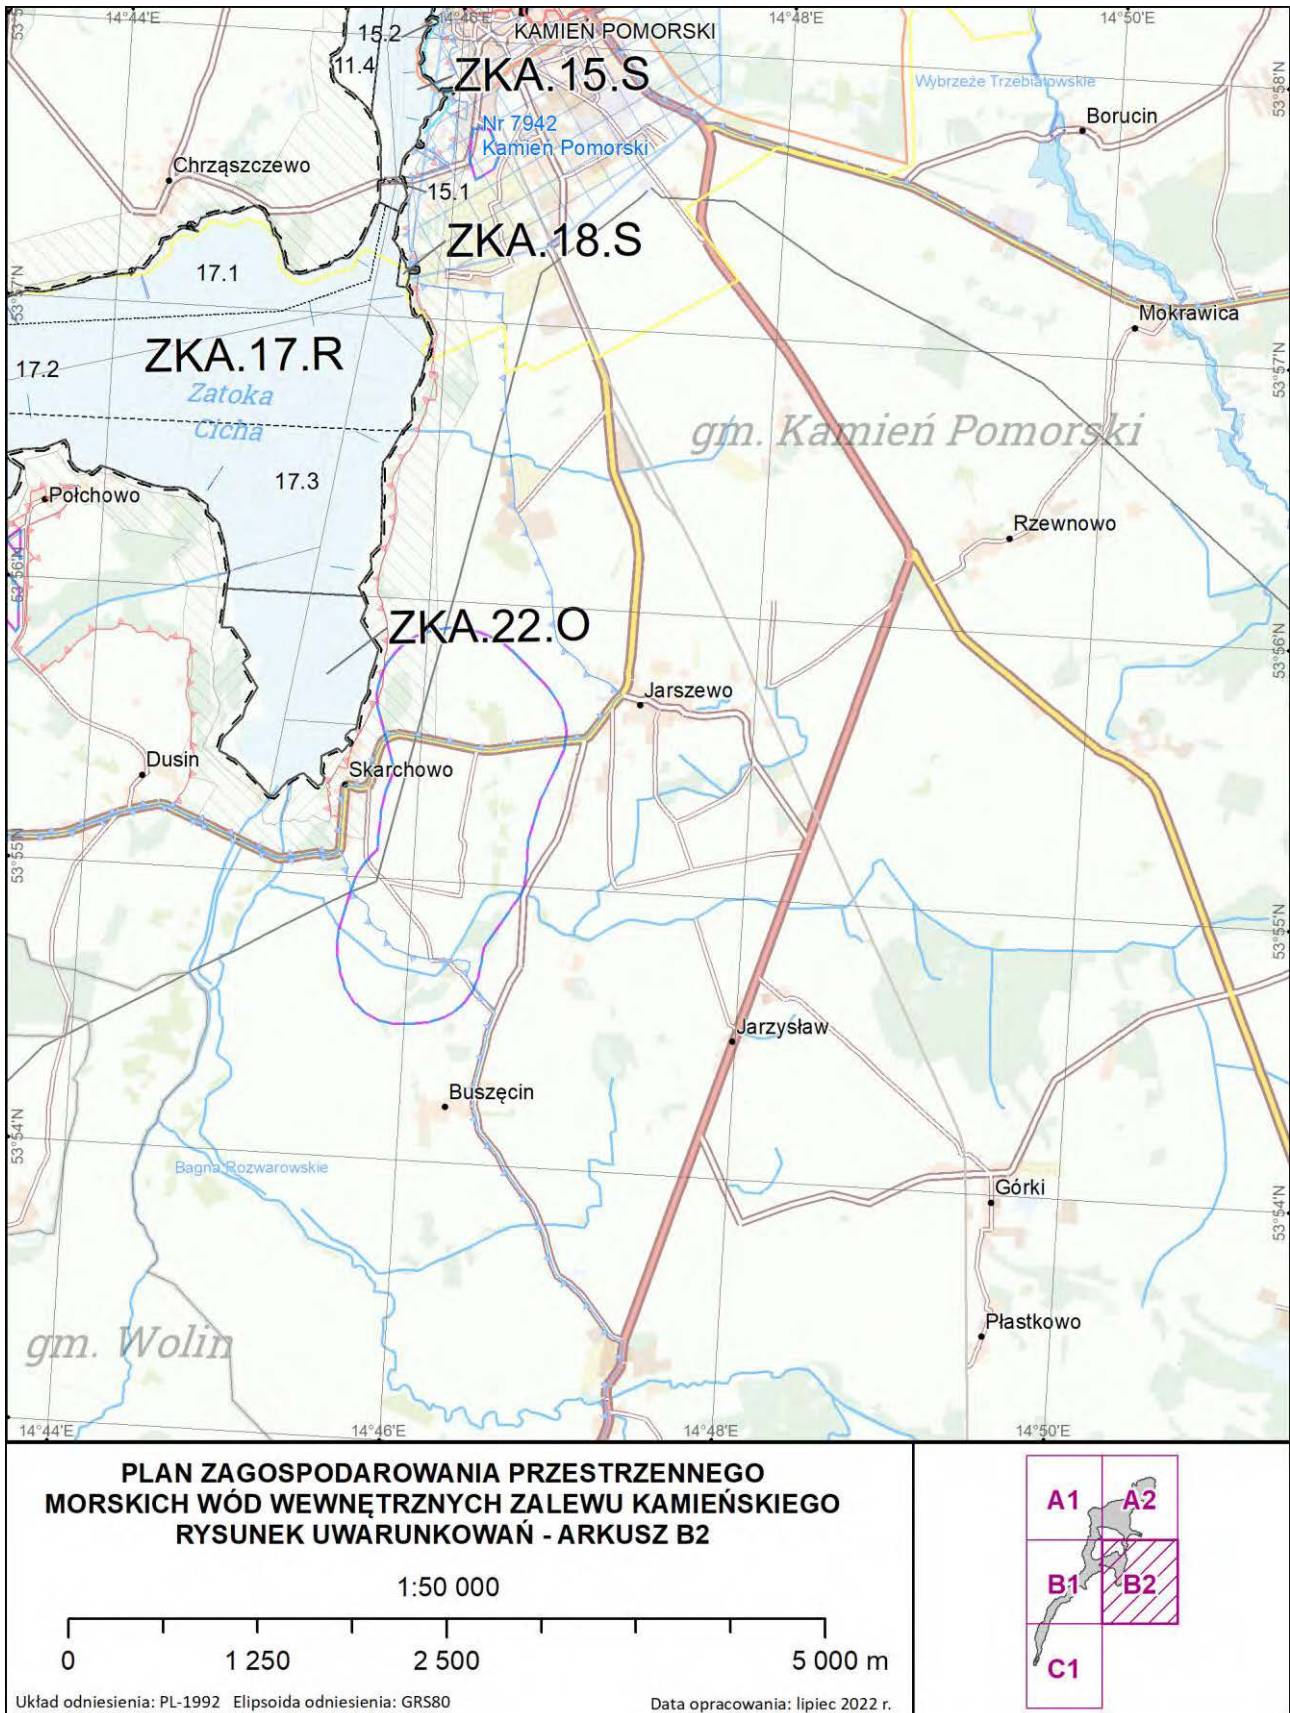 14°44'E
14°46'E
14°48'E
14°50'E
15.2
KAMIEŃ POMORSKI
11.4
ZKA.15.S
Wybrzeże Trzebiatowskie
53°58'N
Borucin
Nr 7942
Kamień Pomorski
Chrząszczewo
15.1
ZKA.18.S
17.1
53°57'N
Mokrawica
ZKA.17.R
17.2
53°57'N
Zatoka
Cicha
gm. Kamień Pomorski
17.3
Połchowo
Rzewnowo
53°56'N
ZKA.22.O
53°56'N
Jarszewo
Dusin
Skarchowo
53°55'N
53°55'N
Jarzysław
Buszęcin
53°54'N
Bagna Rozwarowskie
Górki
53°54'N
Płastkowo
gm. Wolin
14°44'E
14°46'E
14°48'E
14°50'E
PLAN ZAGOSPODAROWANIA PRZESTRZENNEGO
MORSKICH WÓD WEWNĘTRZNYCH ZALEWU KAMIEŃSKIEGO
RYSUNEK UWARUNKOWAŃ - ARKUSZ B2
1:50 000
0 1 250 2 500 5 000 m
Układ odniesienia: PL-1992 Elipsoida odniesienia: GRS80
Data opracowania: lipiec 2022 r.
A1 A2
B1 B2
C1